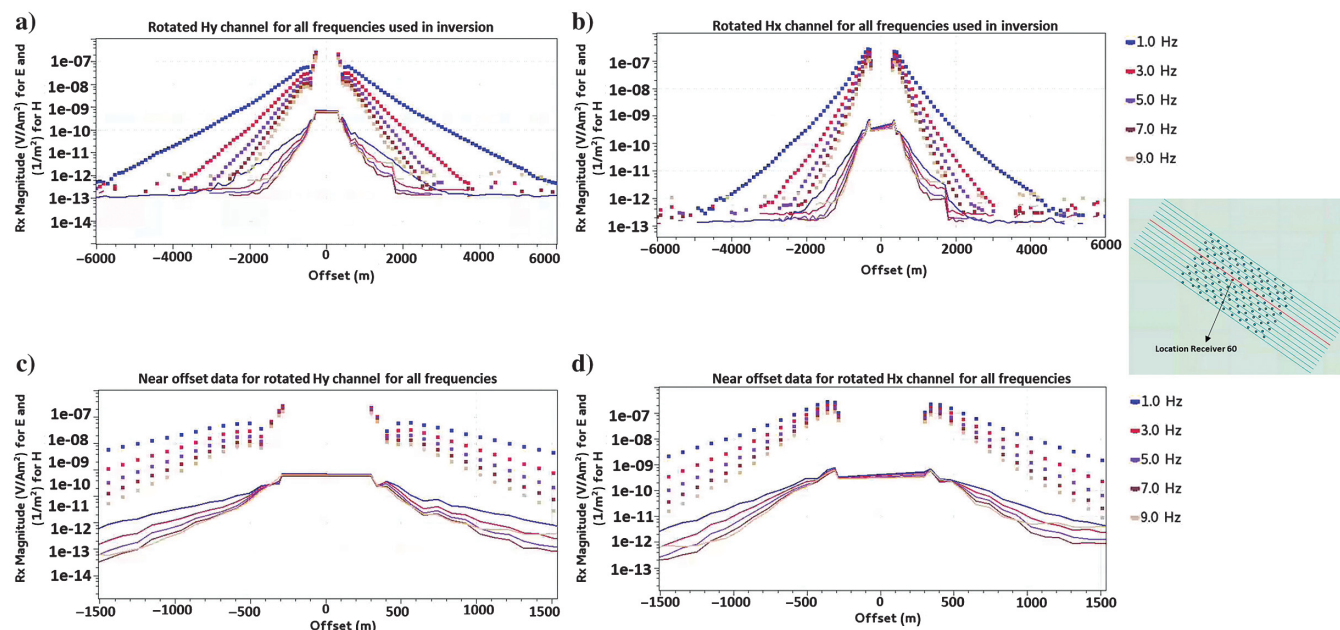 a)
Rotated Hy channel for all frequencies used in inversion
Rx Magnitude (V/Am²) for E and
(1/m²) for H
1e-07
1e-08
1e-09
1e-10
1e-11
1e-12
1e-13
1e-14
−6000 −4000 −2000 0 2000 4000 6000
Offset (m)
b)
Rotated Hx channel for all frequencies used in inversion
Rx Magnitude (V/Am²) for E and
(1/m²) for H
1e-07
1e-08
1e-09
1e-10
1e-11
1e-12
1e-13
−6000 −4000 −2000 0 2000 4000 6000
Offset (m)
1.0 Hz
3.0 Hz
5.0 Hz
7.0 Hz
9.0 Hz
Location Receiver 60
c)
Near offset data for rotated Hy channel for all frequencies
Rx Magnitude (V/Am²) for E and
(1/m²) for H
1e-07
1e-08
1e-09
1e-10
1e-11
1e-12
1e-13
1e-14
−1500 −1000 −500 0 500 1000 1500
Offset (m)
d)
Near offset data for rotated Hx channel for all frequencies
Rx Magnitude (V/Am²) for E and
(1/m²) for H
1e-07
1e-08
1e-09
1e-10
1e-11
1e-12
1e-13
−1500 −1000 −500 0 500 1000 1500
Offset (m)
1.0 Hz
3.0 Hz
5.0 Hz
7.0 Hz
9.0 Hz